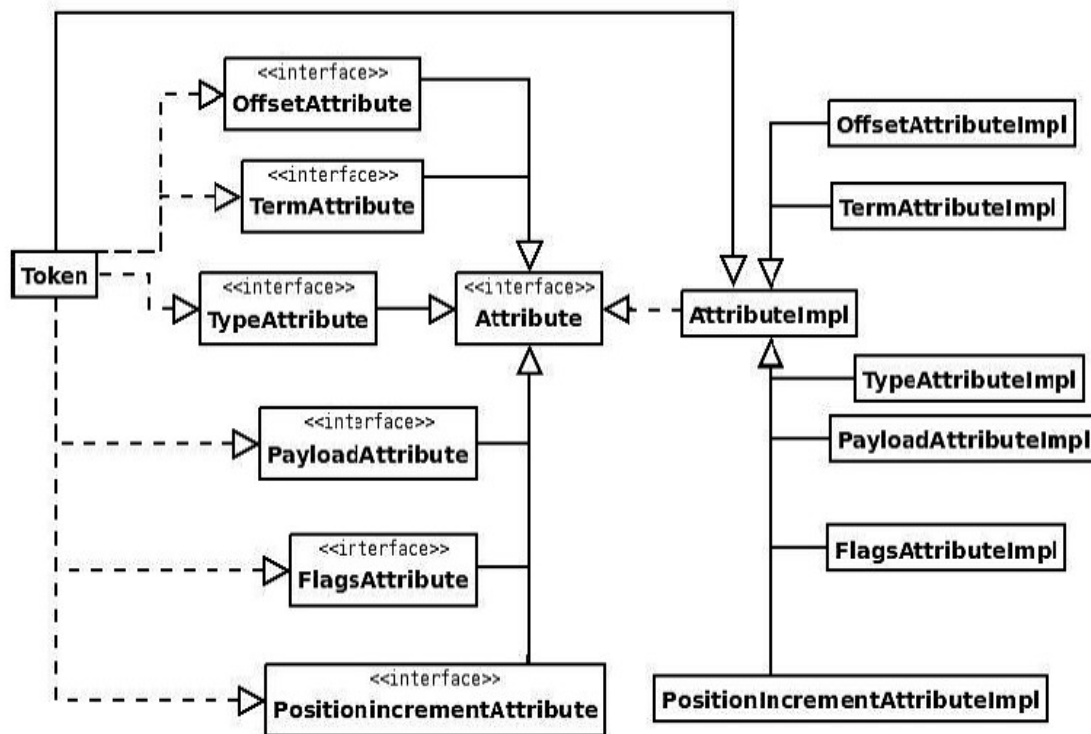 <<interface>>
OffsetAttribute
<<interface>>
TermAttribute
Token
<<interface>>
TypeAttribute
<<interface>>
Attribute
<<interface>>
PayloadAttribute
<<irterface>>
FlagsAttribute
<<interface>>
PositionincrementAttribute
OffsetAttributeImpl
TermAttributeImpl
AttributeImpl
TypeAttributeImpl
PayloadAttributeImpl
FlagsAttributeImpl
PositionIncrementAttributeImpl